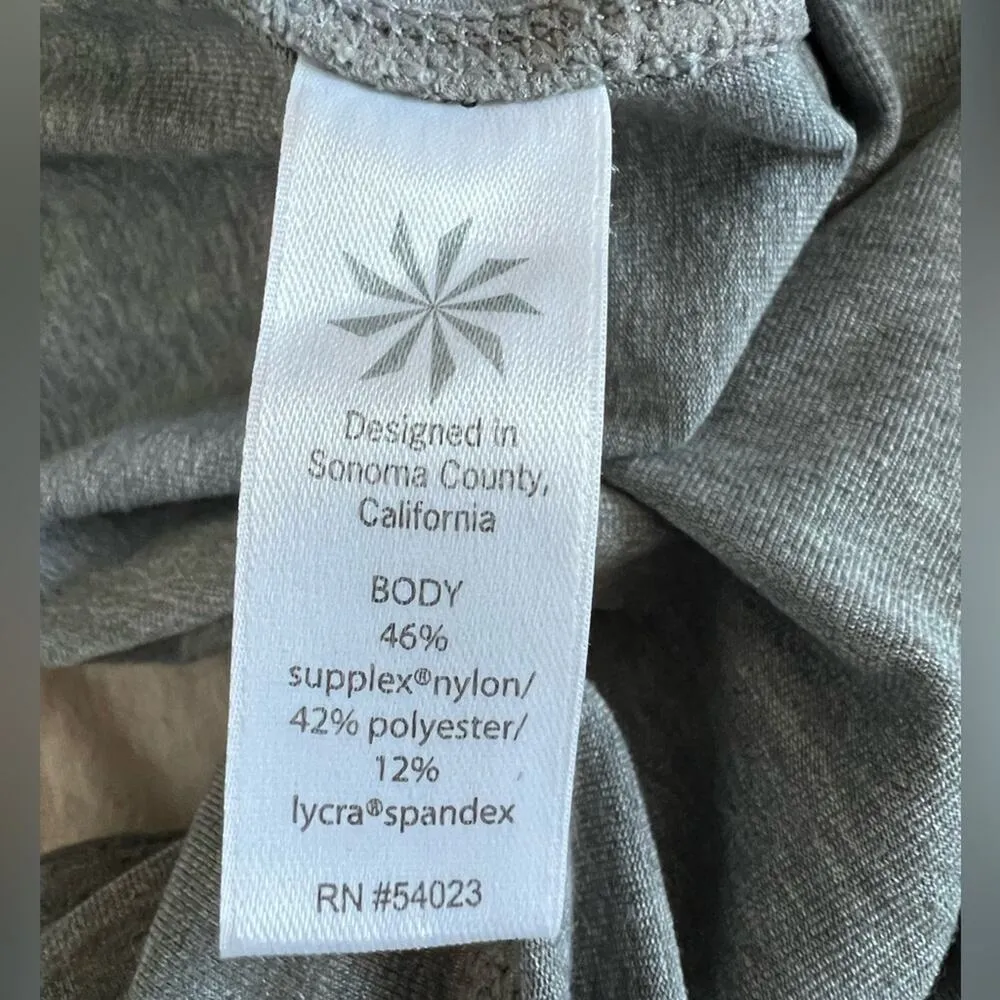 Designed in
Sonoma County,
California
BODY
46%
supplex®nylon/
42% polyester/
12%
lycra®spandex
RN #54023